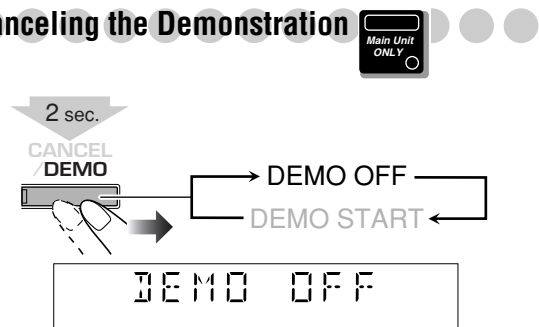 nceling the Demonstration
Main Unit
ONLY
2 sec.
CANCEL
/DEMO
DEMO OFF
DEMO START
DEMO OFF